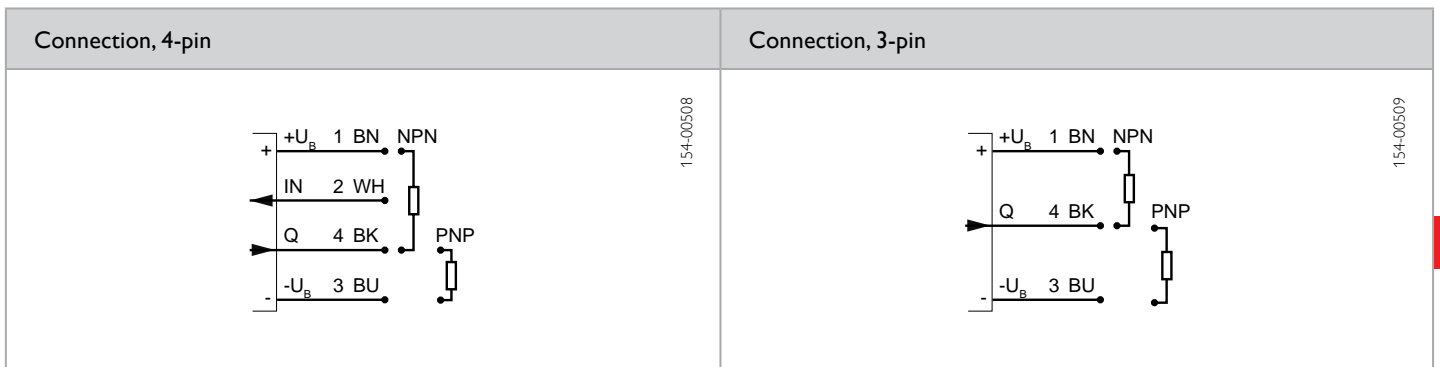 Connection, 4-pin
+U_B 1 BN NPN
+
IN 2 WH
Q 4 BK PNP
-U_B 3 BU
-
154-00508
Connection, 3-pin
+U_B 1 BN NPN
+
Q 4 BK PNP
-U_B 3 BU
-
154-00509